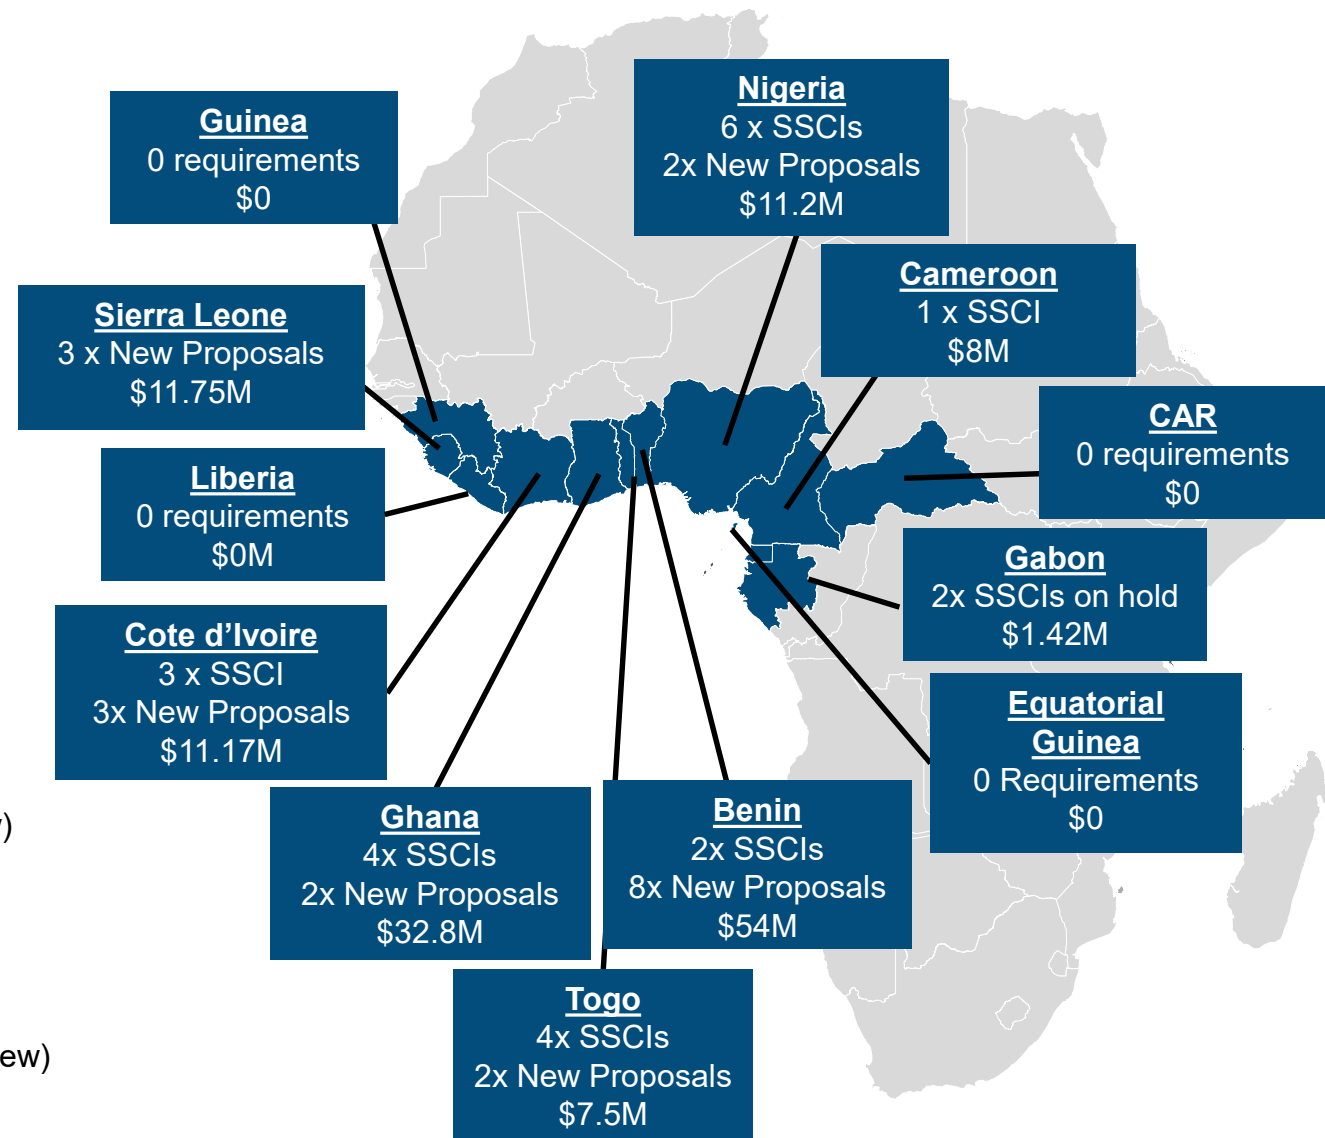 Guinea
0 requirements
$0
Nigeria
6 x SSCIs
2x New Proposals
$11.2M
Cameroon
1 x SSCI
$8M
Sierra Leone
3 x New Proposals
$11.75M
CAR
0 requirements
$0
Liberia
0 requirements
$0M
Gabon
2x SSCIs on hold
$1.42M
Cote d'Ivoire
3 x SSCI
3x New Proposals
$11.17M
Equatorial
Guinea
0 Requirements
$0
Ghana
4x SSCIs
2x New Proposals
$32.8M
Benin
2x SSCIs
8x New Proposals
$54M
Togo
4x SSCIs
2x New Proposals
$7.5M